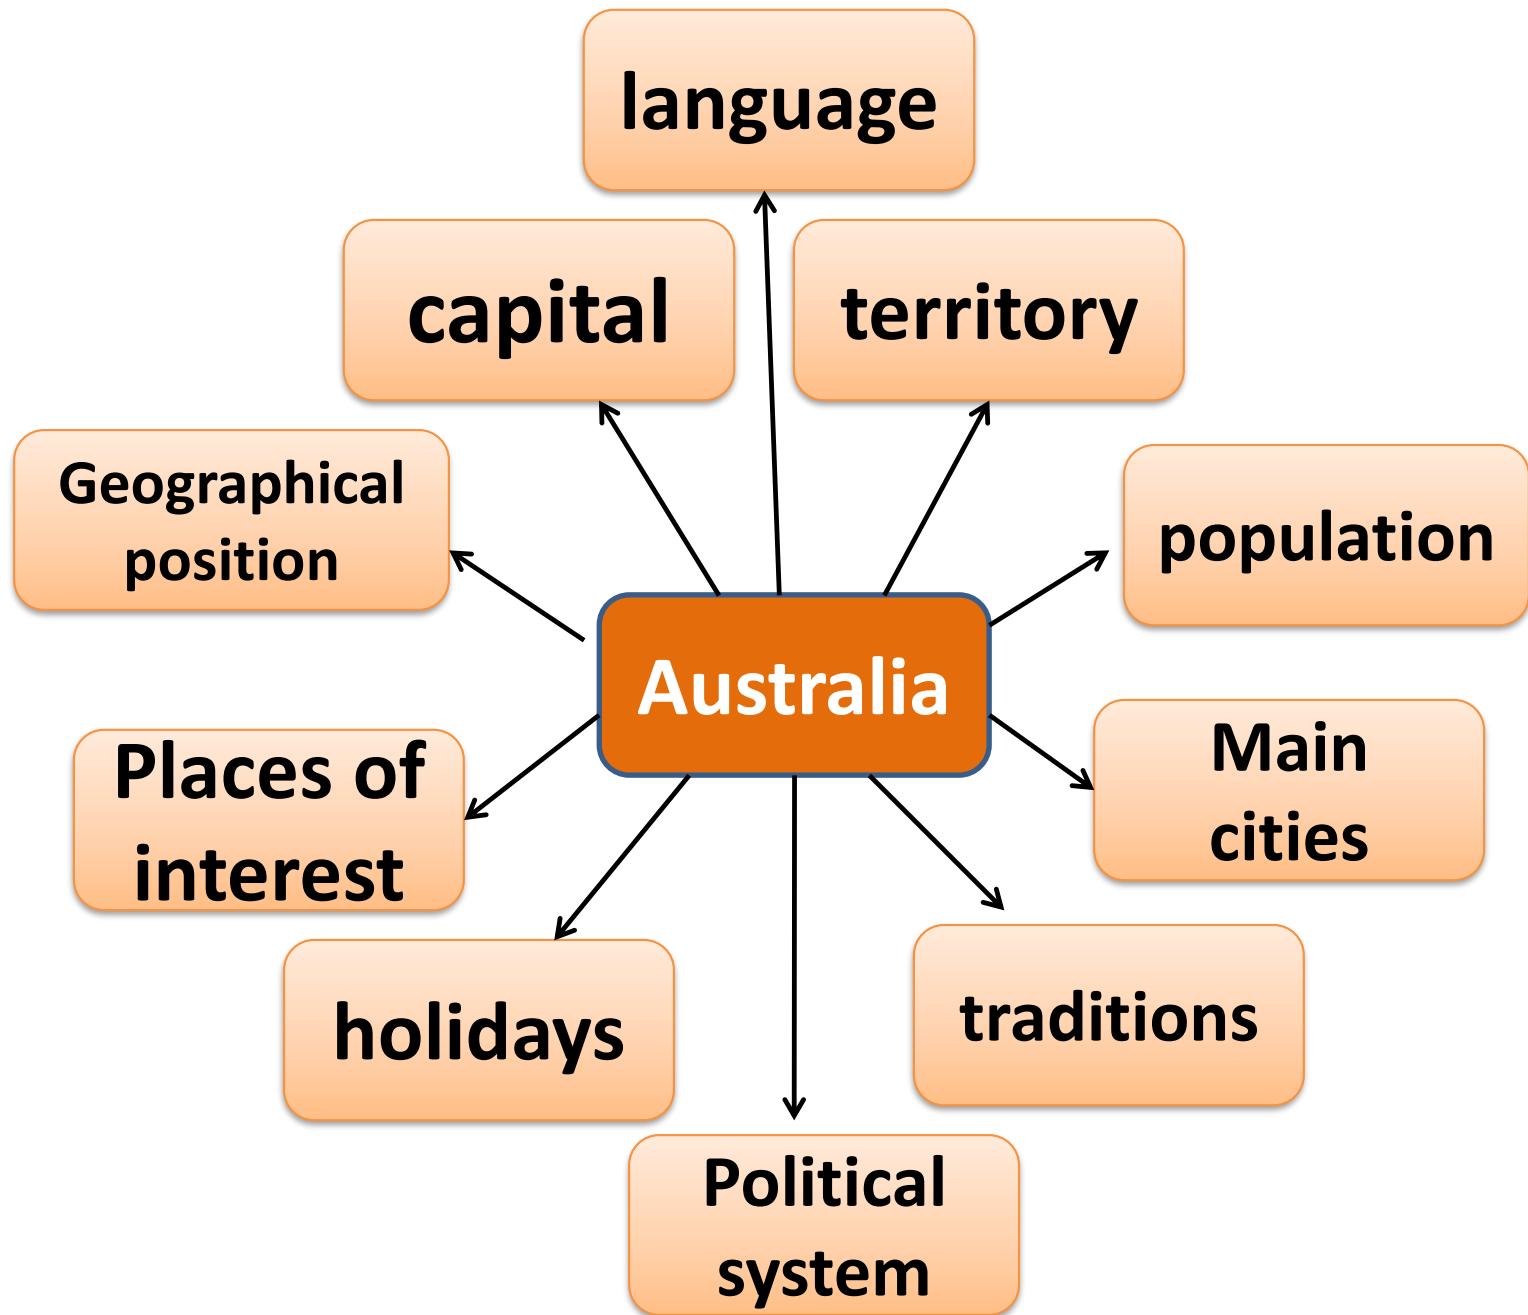 language
capital
territory
Geographical
position
population
Australia
Places of
interest
Main
cities
holidays
traditions
Political
system